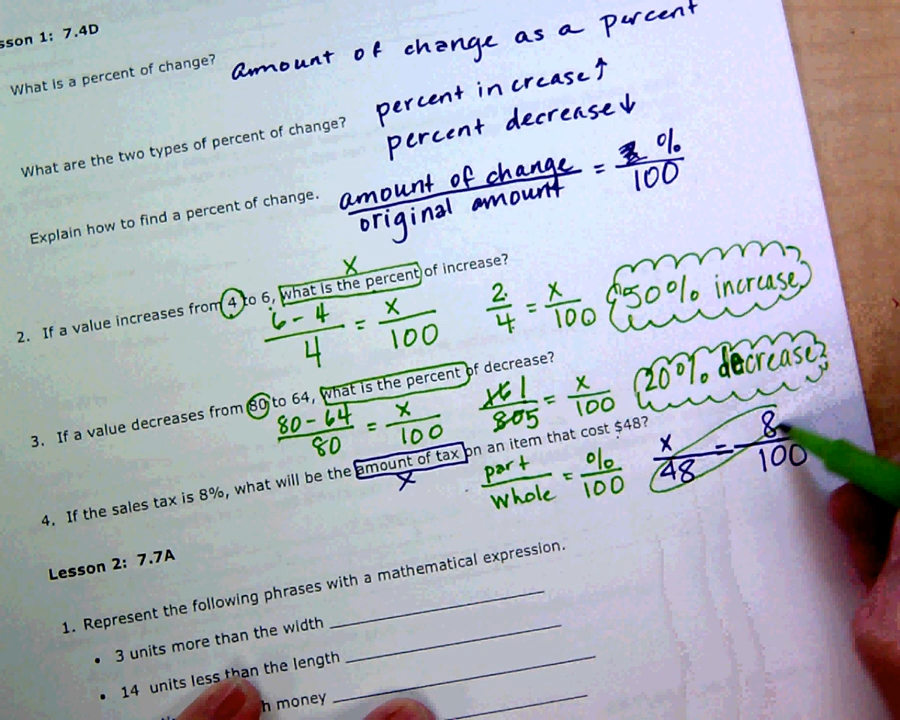 sson 1: 7.4D
What is a percent of change? amount of change as a percent
What are the two types of percent of change? percent increase ↑
percent decrease ↓
Explain how to find a percent of change. amount of change / original amount = % / 100
x
2. If a value increases from 4 to 6, what is the percent of increase?
6 - 4 / 4 = x / 100 2 / 4 = x / 100 50% increase
3. If a value decreases from 80 to 64, what is the percent of decrease?
80 - 64 / 80 = x / 100 16 1 / 80 5 = x / 100 20% decrease
4. If the sales tax is 8%, what will be the amount of tax on an item that cost $48?
x part / whole = % / 100 x / 48 = 8 / 100
Lesson 2: 7.7A
1. Represent the following phrases with a mathematical expression.
• 3 units more than the width
• 14 units less than the length
h money